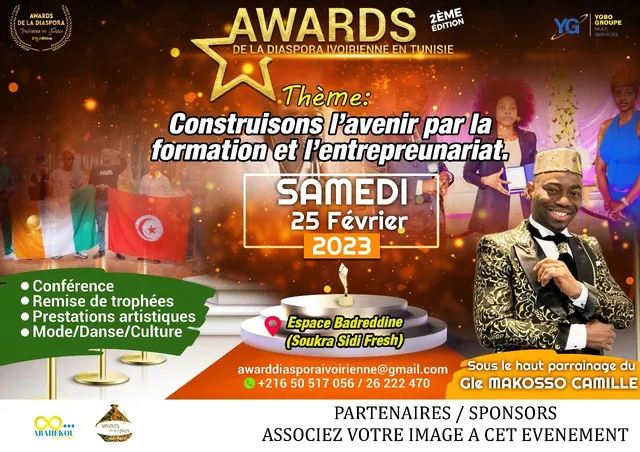 AWARDS
DE LA DIASPORA
AWARDS
2ÈME
ÉDITION
DE LA DIASPORA IVOIRIENNE EN TUNISIE
YG
YOBO
GROUPE
MULTI
SERVICES
Thème:
Construisons l'avenir par la
formation et l'entrepreunariat.
SAMEDI
25 Février
2023
• Conférence
• Remise de trophées
• Prestations artistiques
• Mode/Danse/Culture
Espace Badreddine
(Soukra Sidi Fresh)
awarddiasporaivoirienne@gmail.com
+216 50 517 056 / 26 222 470
Sous le haut parrainage du
Gle MAKOSSO CAMILLE
ABAHEKOU
PARTENAIRES / SPONSORS
ASSOCIEZ VOTRE IMAGE A CET EVENEMENT